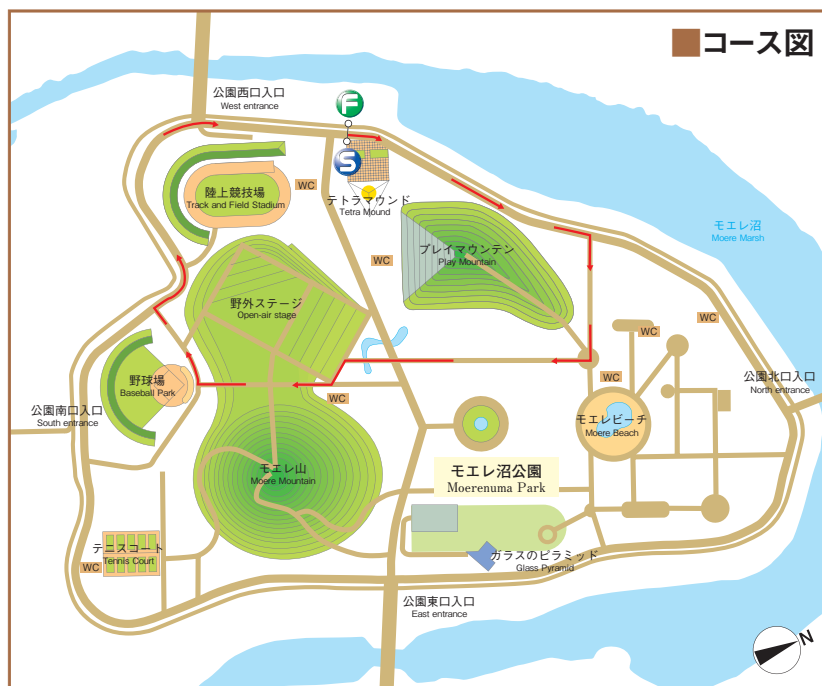 コース図
公園西口入口
West entrance
F
S
WC
陸上競技場
Track and Field Stadium
テトラマウンド
Tetra Mound
モエレ沼
Moere Marsh
プレイマウンテン
Play Mountain
WC
野外ステージ
Open-air stage
WC
WC
野球場
Baseball Park
WC
公園北口入口
North entrance
WC
公園南口入口
South entrance
モエレビーチ
Moere Beach
モエレ山
Moere Mountain
モエレ沼公園
Moerenuma Park
テニスコート
Tennis Court
WC
ガラスのピラミッド
Glass Pyramid
公園東口入口
East entrance
N